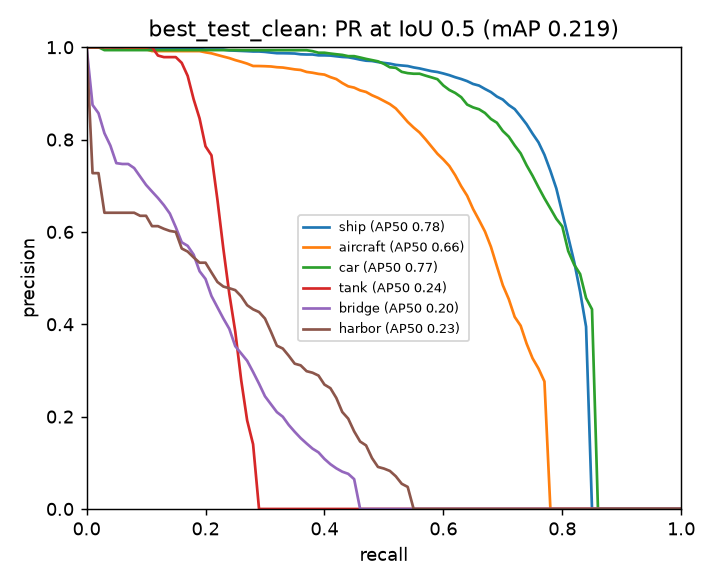 best_test_clean: PR at IoU 0.5 (mAP 0.219)
1.0
0.8
0.6
0.4
0.2
0.0
precision
ship (AP50 0.78)
aircraft (AP50 0.66)
car (AP50 0.77)
tank (AP50 0.24)
bridge (AP50 0.20)
harbor (AP50 0.23)
0.0 0.2 0.4 0.6 0.8 1.0
recall